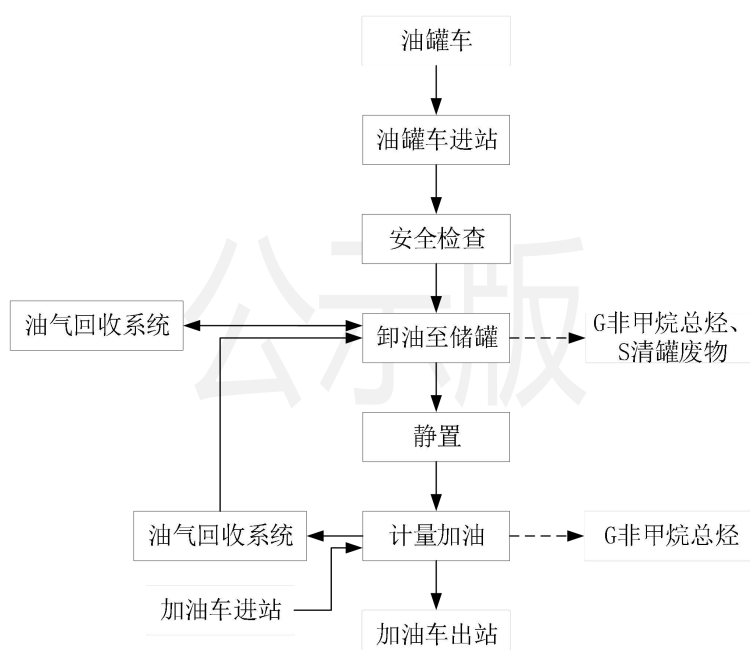 油罐车
油罐车进站
安全检查
油气回收系统
卸油至储罐
G非甲烷总烃、
S清罐废物
静置
油气回收系统
计量加油
G非甲烷总烃
加油车进站
加油车出站
公示版